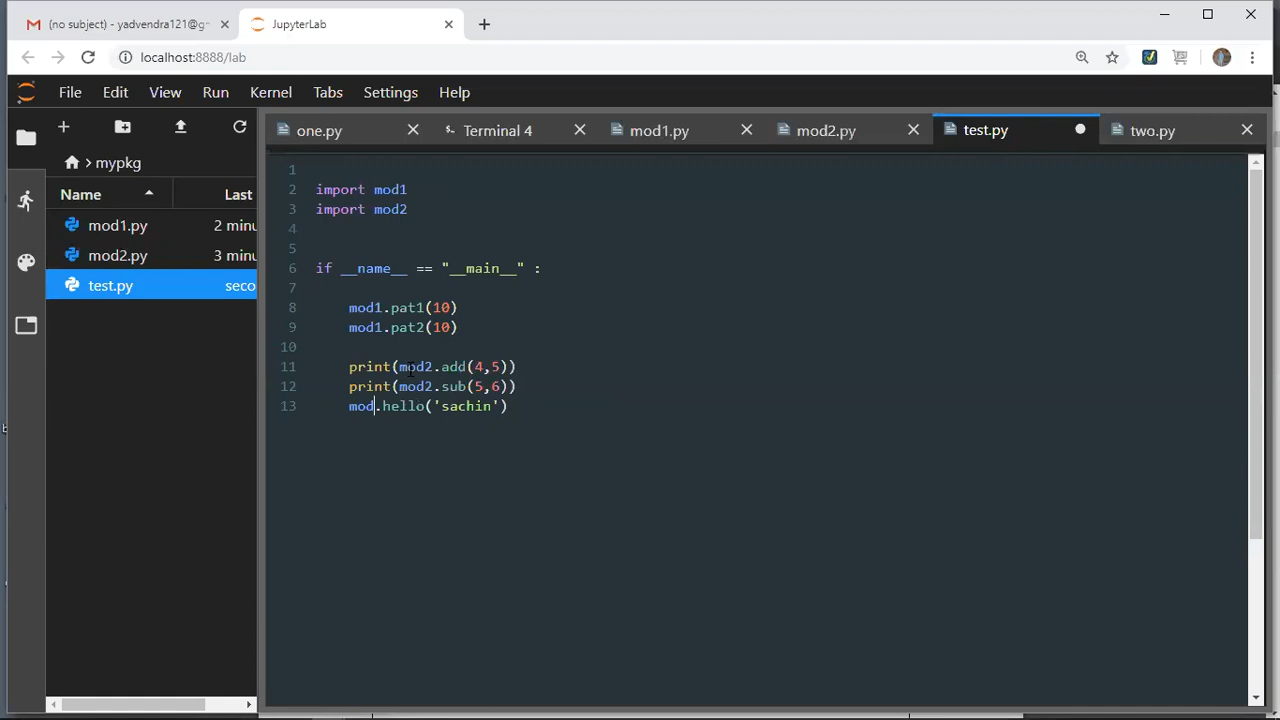 (no subject) - yadvendra121@g
JupyterLab
localhost:8888/lab
File Edit View Run Kernel Tabs Settings Help
one.py Terminal 4 mod1.py mod2.py test.py two.py
mypkg
Name Last
mod1.py 2 minu
mod2.py 3 minu
test.py seco
1
2 import mod1
3 import mod2
4
5
6 if __name__ == "__main__" :
7
8 mod1.pat1(10)
9 mod1.pat2(10)
10
11 print(mod2.add(4,5))
12 print(mod2.sub(5,6))
13 mod.hello('sachin')